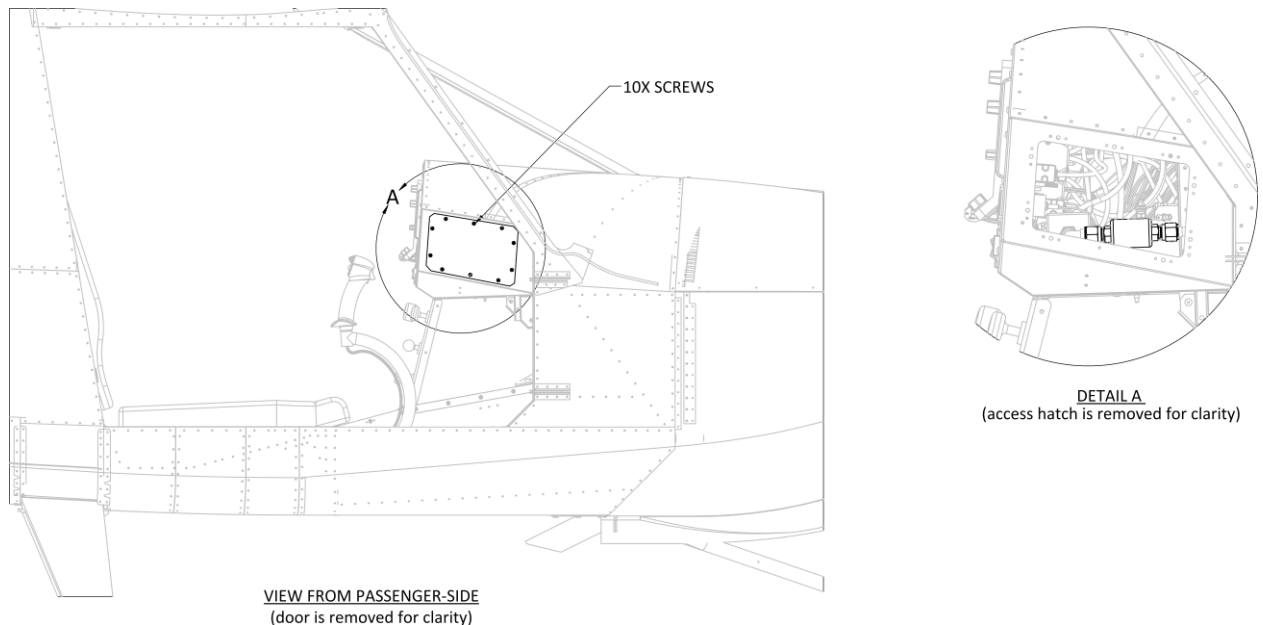 10X SCREWS
A
VIEW FROM PASSENGER-SIDE
(door is removed for clarity)
DETAIL A
(access hatch is removed for clarity)